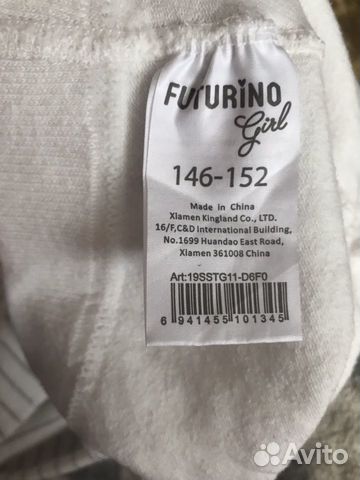 FUTURINO
Girl
146-152
Made in China
Xiamen Kingland Co., LTD.
16/F,C&D International Building,
No.1699 Huandao East Road,
Xiamen 361008 China
Art:19SSTG11-D6F0
6 941455 101345
Avito